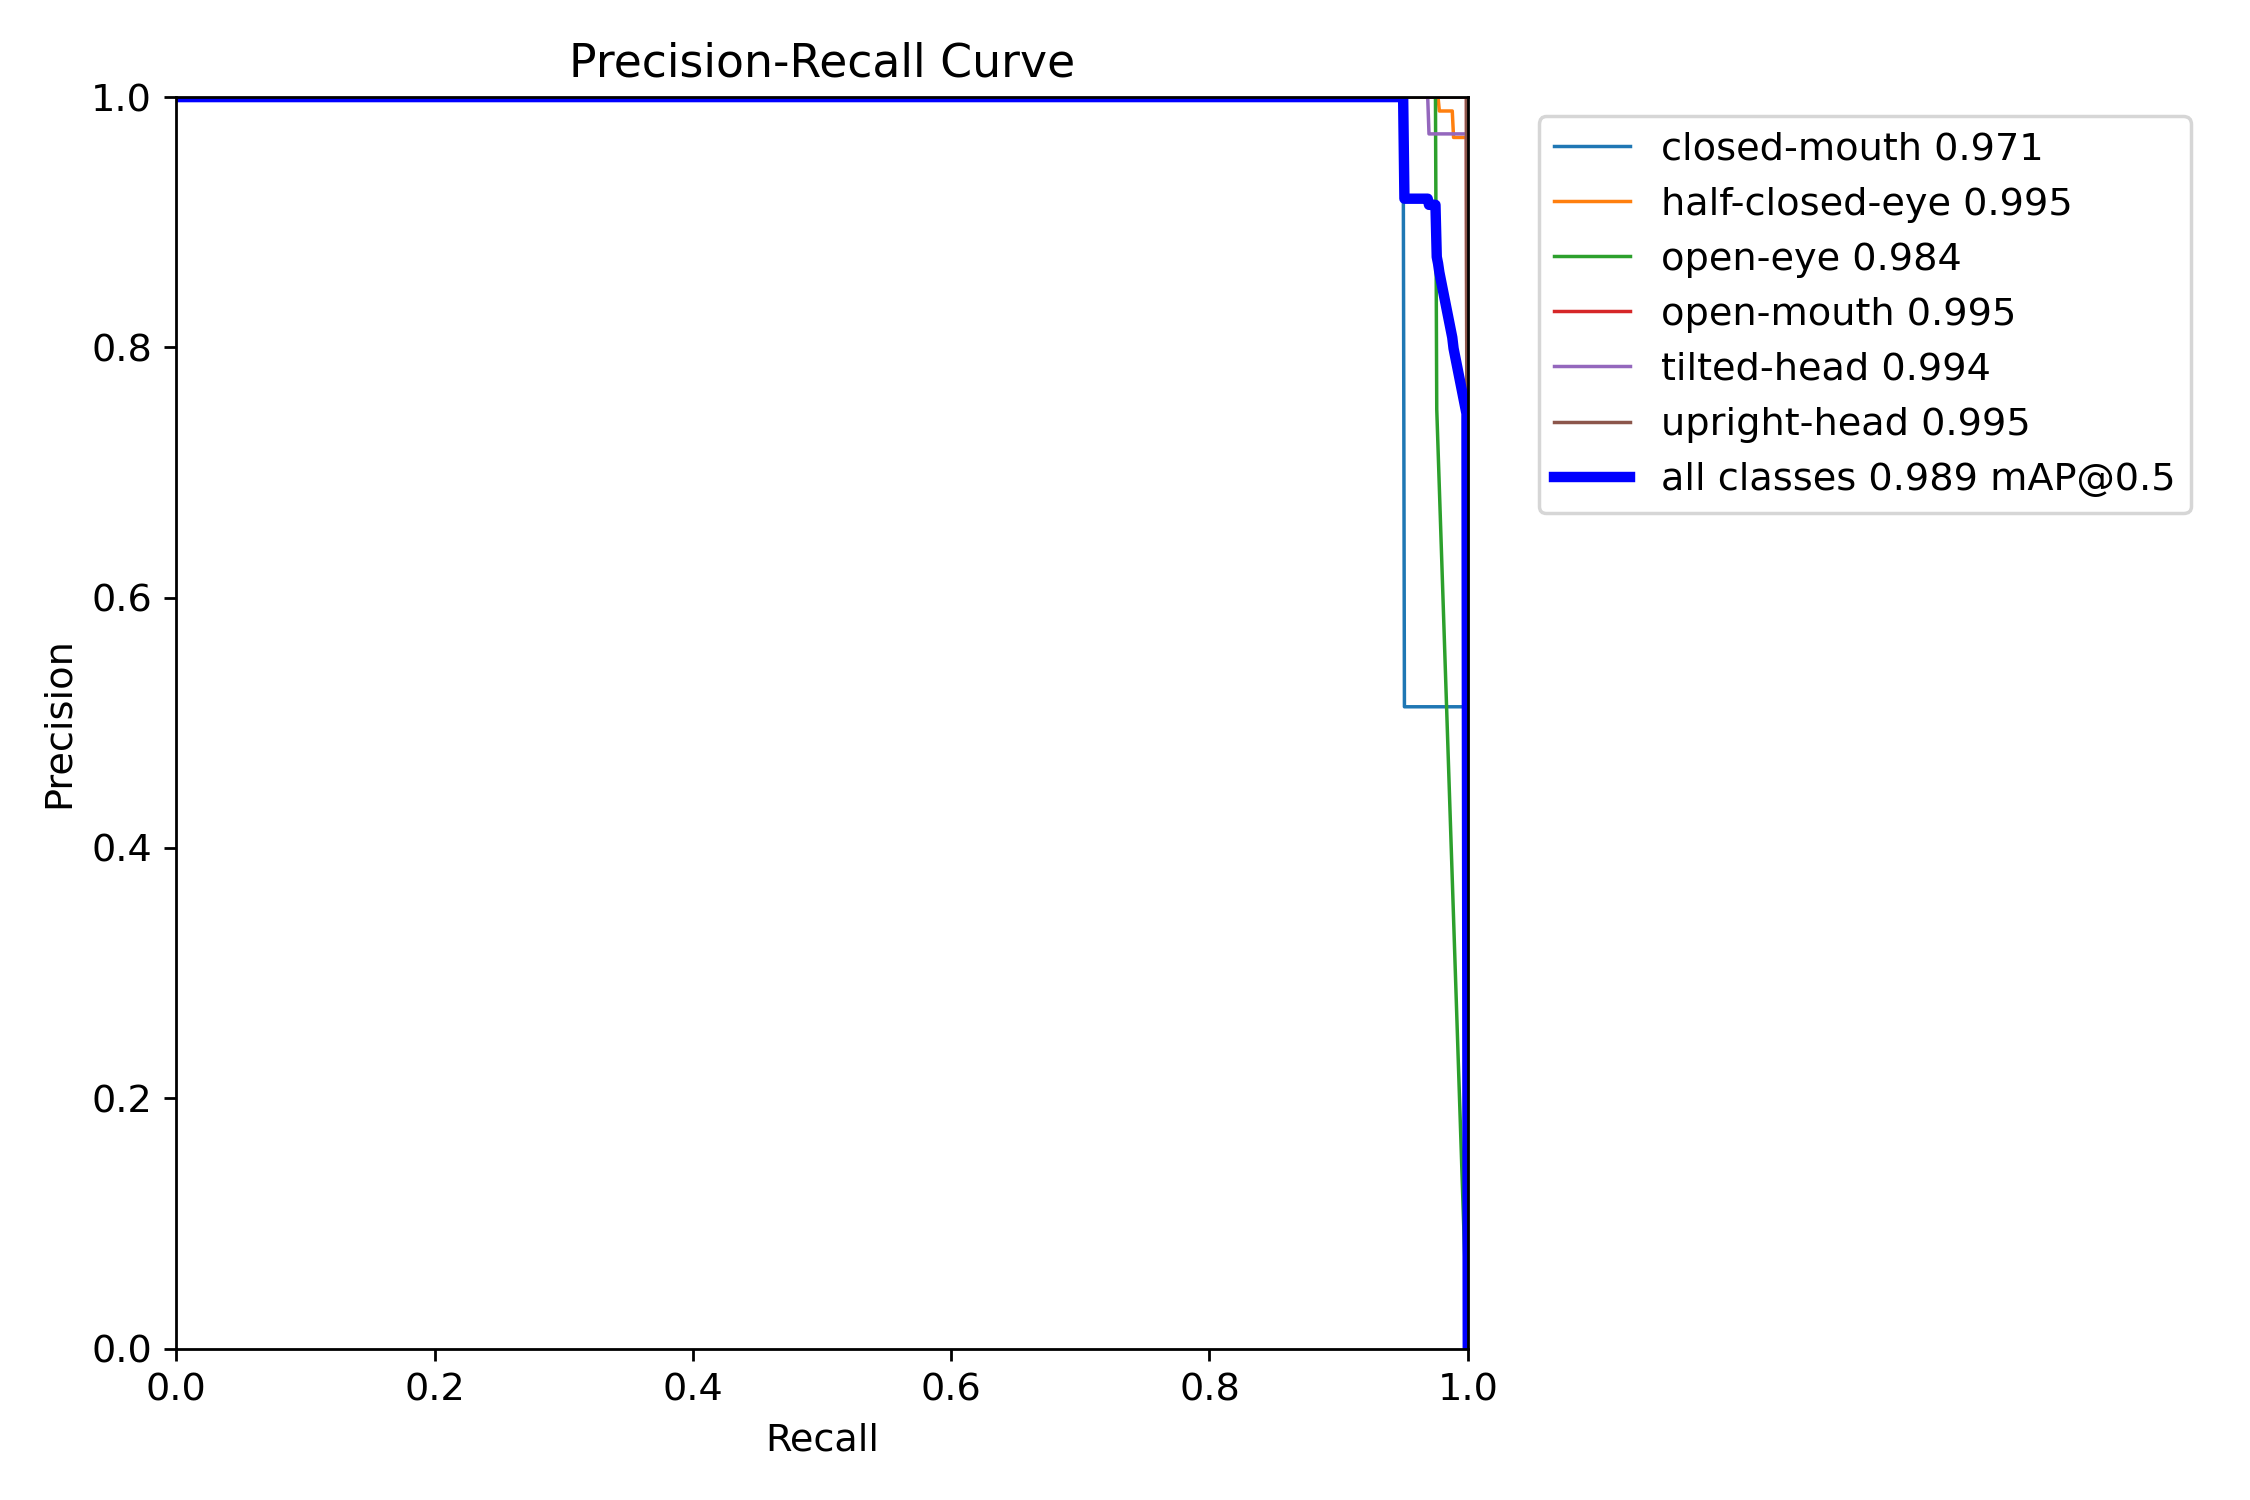 Precision-Recall Curve
1.0
0.8
0.6
0.4
0.2
0.0
Precision
0.0 0.2 0.4 0.6 0.8 1.0
Recall
closed-mouth 0.971
half-closed-eye 0.995
open-eye 0.984
open-mouth 0.995
tilted-head 0.994
upright-head 0.995
all classes 0.989 mAP@0.5